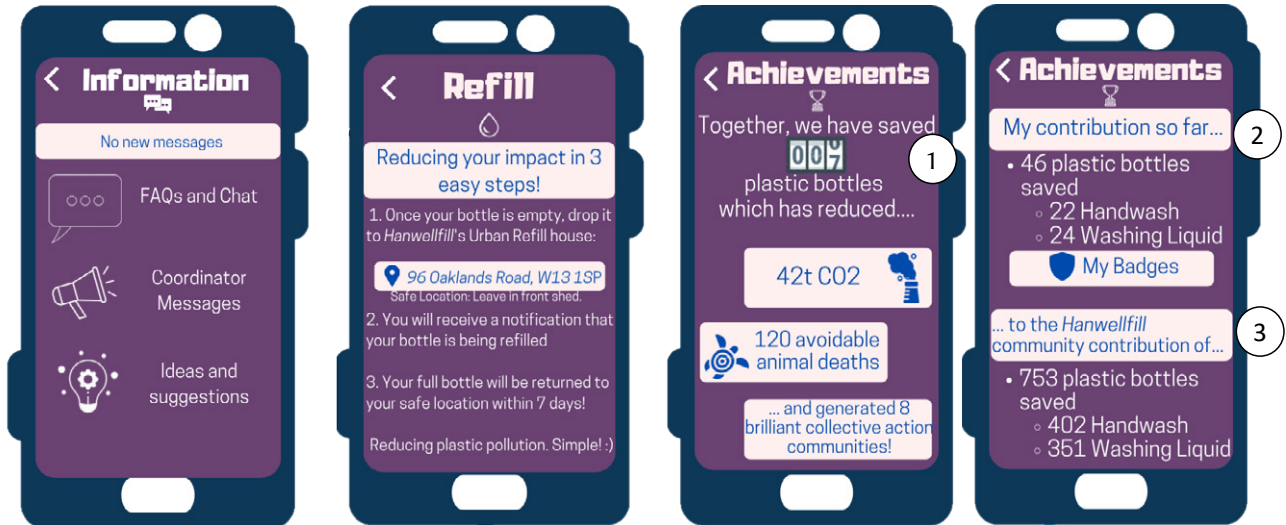 Information
No new messages
FAQs and Chat
Coordinator
Messages
Ideas and
suggestions
Refill
Reducing your impact in 3
easy steps!
1. Once your bottle is empty, drop it
to Hanwellfill's Urban Refill house:
96 Oaklands Road, W13 1SP
Safe Location: Leave in front shed.
2. You will receive a notification that
your bottle is being refilled
3. Your full bottle will be returned to
your safe location within 7 days!
Reducing plastic pollution. Simple! :)
Achievements
Together, we have saved
007
1
plastic bottles
which has reduced....
42t CO2
120 avoidable
animal deaths
... and generated 8
brilliant collective action
communities!
Achievements
My contribution so far...
2
• 46 plastic bottles
saved
◦ 22 Handwash
◦ 24 Washing Liquid
My Badges
... to the Hanwellfill
community contribution of...
3
• 753 plastic bottles
saved
◦ 402 Handwash
◦ 351 Washing Liquid